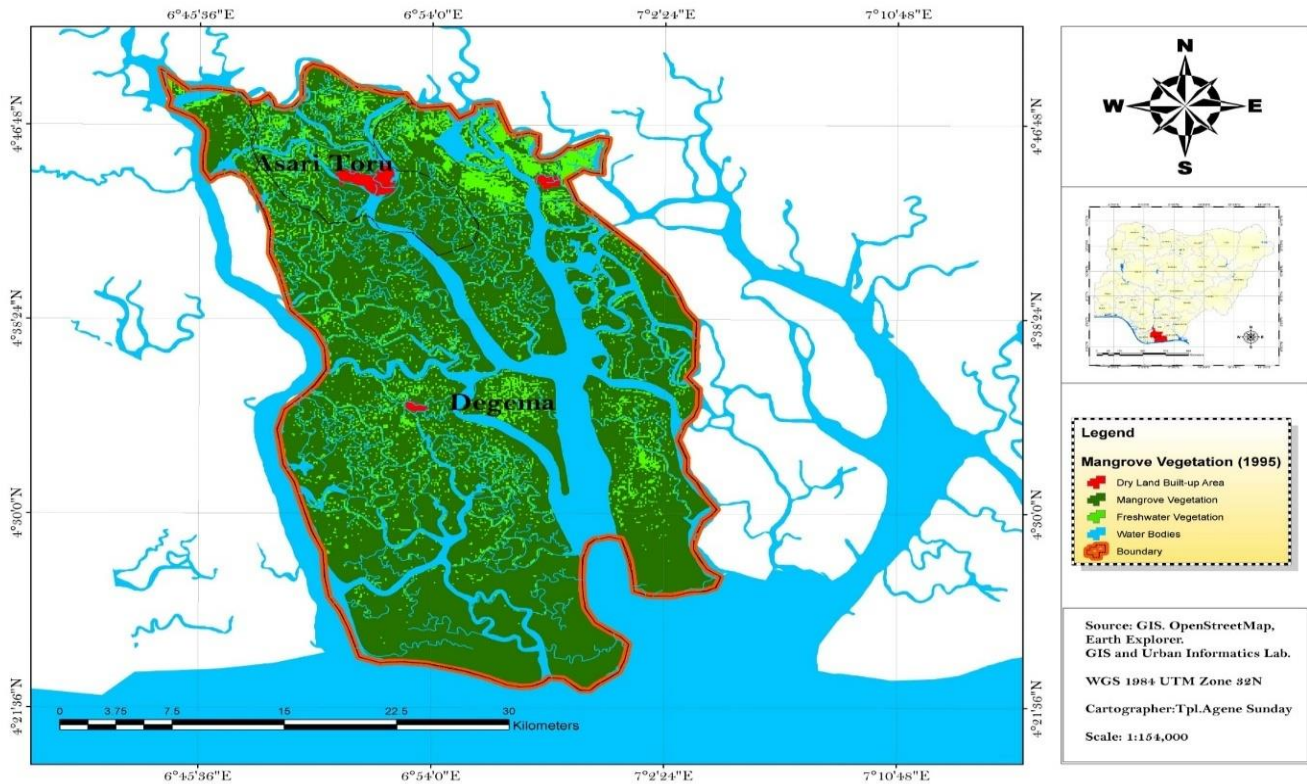 6°45'36"E
6°54'0"E
7°2'24"E
7°10'48"E
4°46'48"N
4°38'24"N
4°30'0"N
4°21'36"N
Asari Toru
Degema
0 3.75 7.5 15 22.5 30
Kilometers
4°46'48"N
4°38'24"N
4°30'0"N
4°21'36"N
6°45'36"E
6°54'0"E
7°2'24"E
7°10'48"E
N
W
E
S
Legend
Mangrove Vegetation (1995)
Dry Land Built-up Area
Mangrove Vegetation
Freshwater Vegetation
Water Bodies
Boundary
Source: GIS. OpenStreetMap,
Earth Explorer.
GIS and Urban Informatics Lab.
WGS 1984 UTM Zone 32N
Cartographer:Tpl.Agene Sunday
Scale: 1:154,000